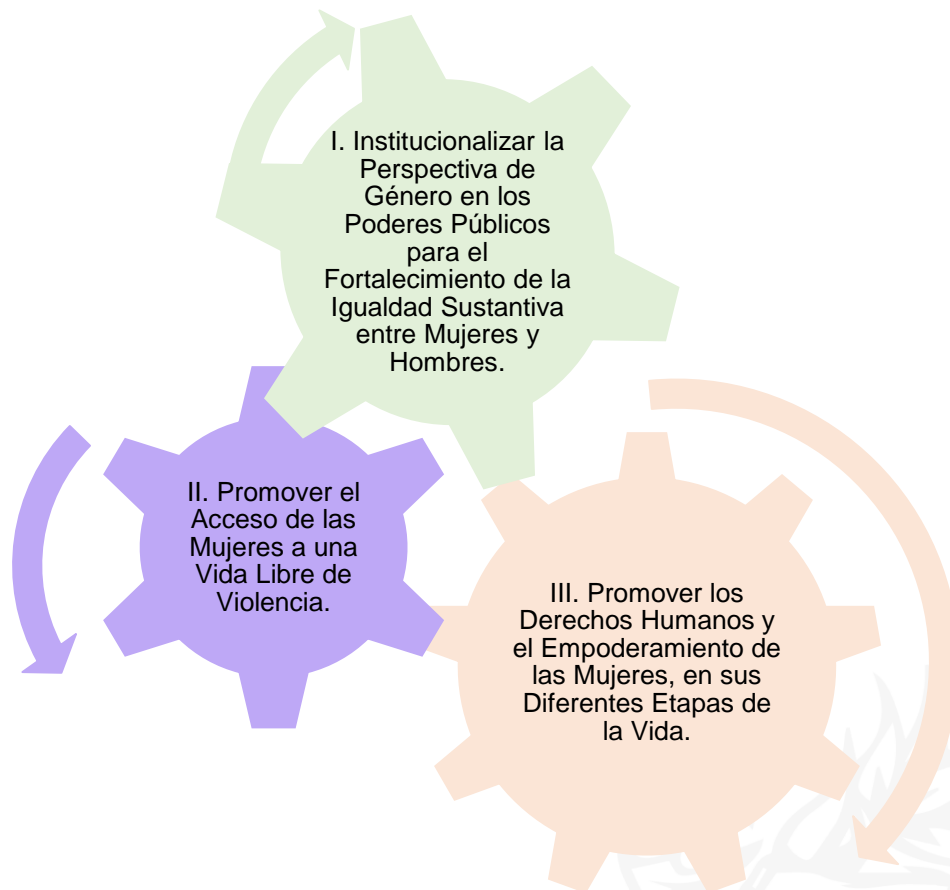 I. Institucionalizar la
Perspectiva de
Género en los
Poderes Públicos
para el
Fortalecimiento de la
Igualdad Sustantiva
entre Mujeres y
Hombres.
II. Promover el
Acceso de las
Mujeres a una
Vida Libre de
Violencia.
III. Promover los
Derechos Humanos y
el Empoderamiento de
las Mujeres, en sus
Diferentes Etapas de
la Vida.